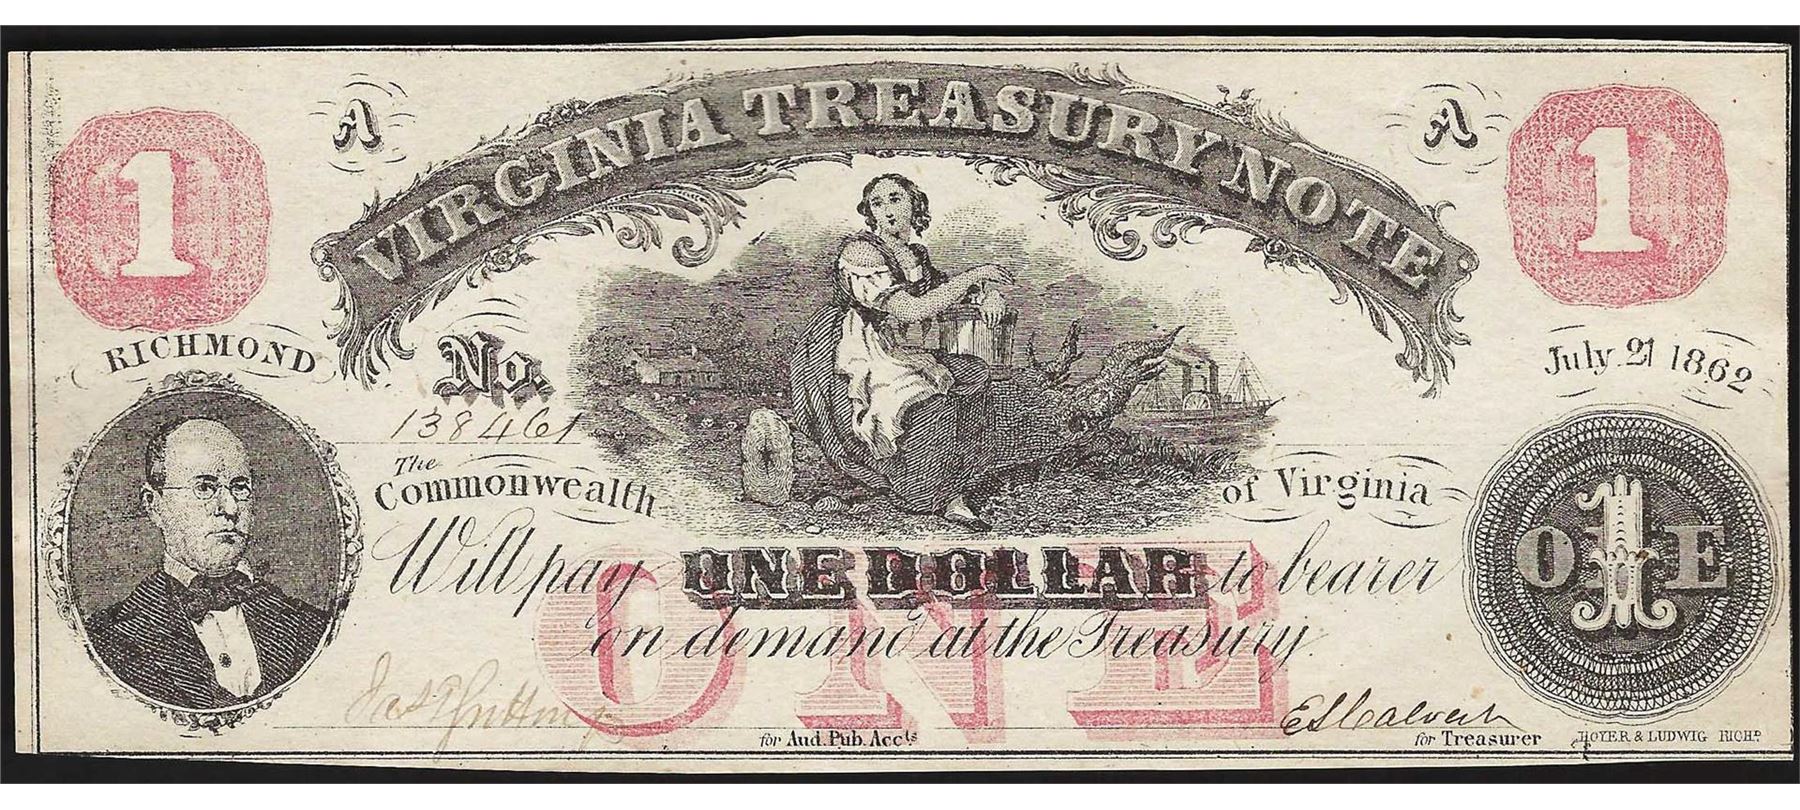 1 A VIRGINIA TREASURY NOTE A 1
RICHMOND
No.
138461
July 21 1862
The
Commonwealth of Virginia
Will pay ONE DOLLAR to bearer
on demand at the Treasury.
ONE
O 1 E
for Aud. Pub. Accts
for Treasurer
HOYER & LUDWIG RICHD.